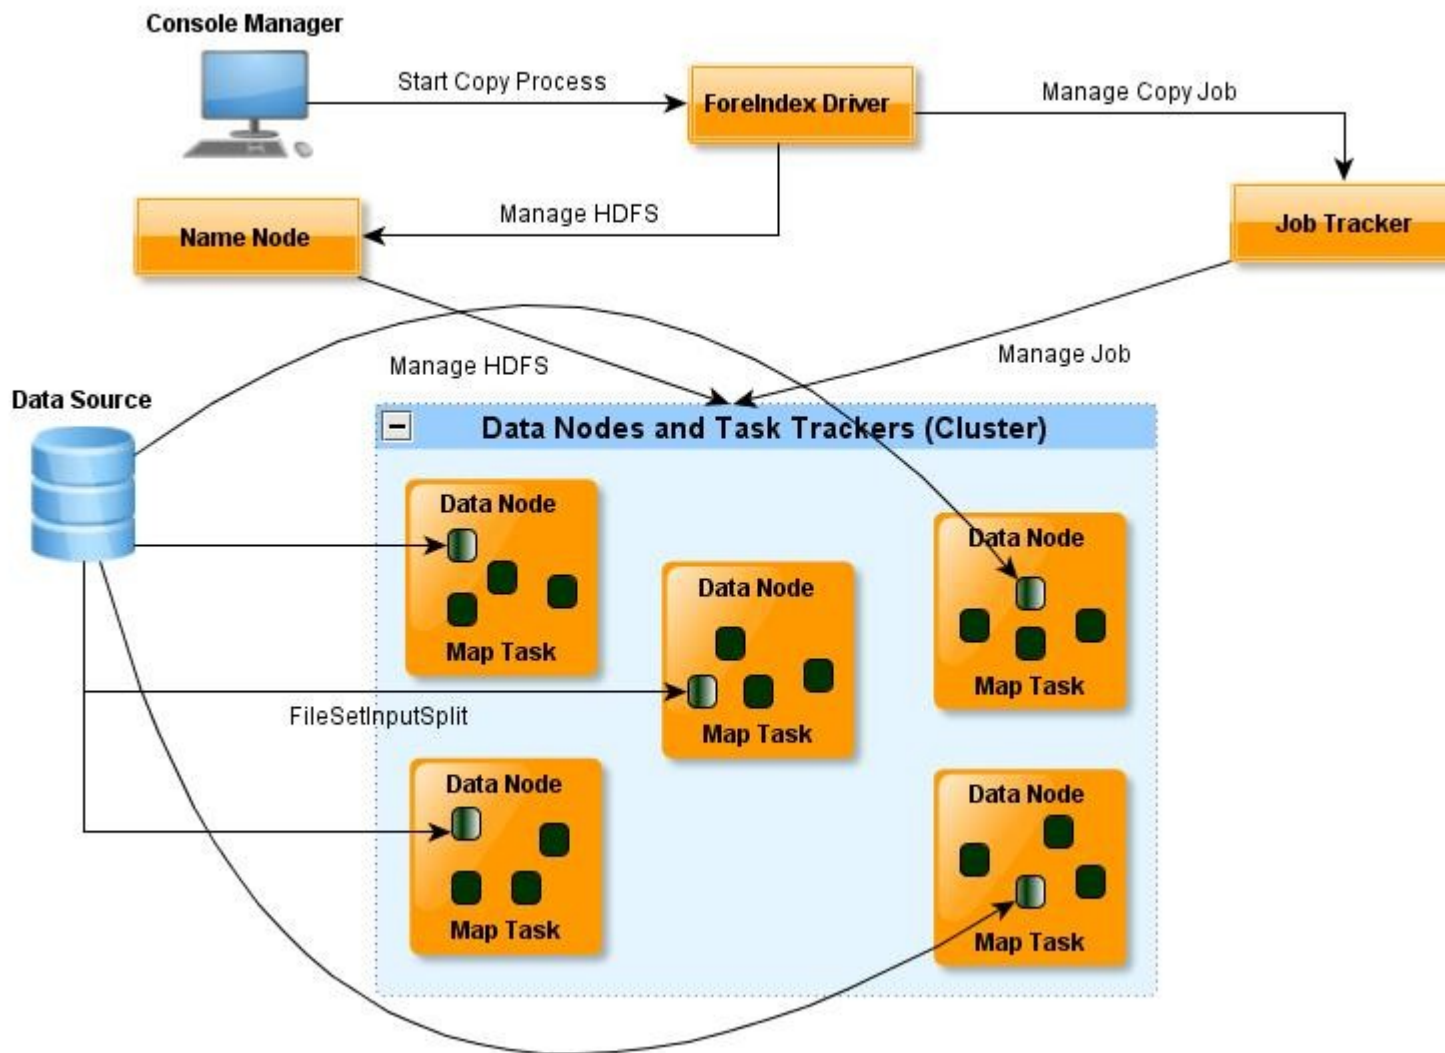 Console Manager
Start Copy Process
ForeIndex Driver
Manage Copy Job
Manage HDFS
Name Node
Job Tracker
Manage HDFS
Manage Job
Data Source
Data Nodes and Task Trackers (Cluster)
Data Node
Map Task
Data Node
Map Task
Data Node
Map Task
FileSetInputSplit
Data Node
Map Task
Data Node
Map Task